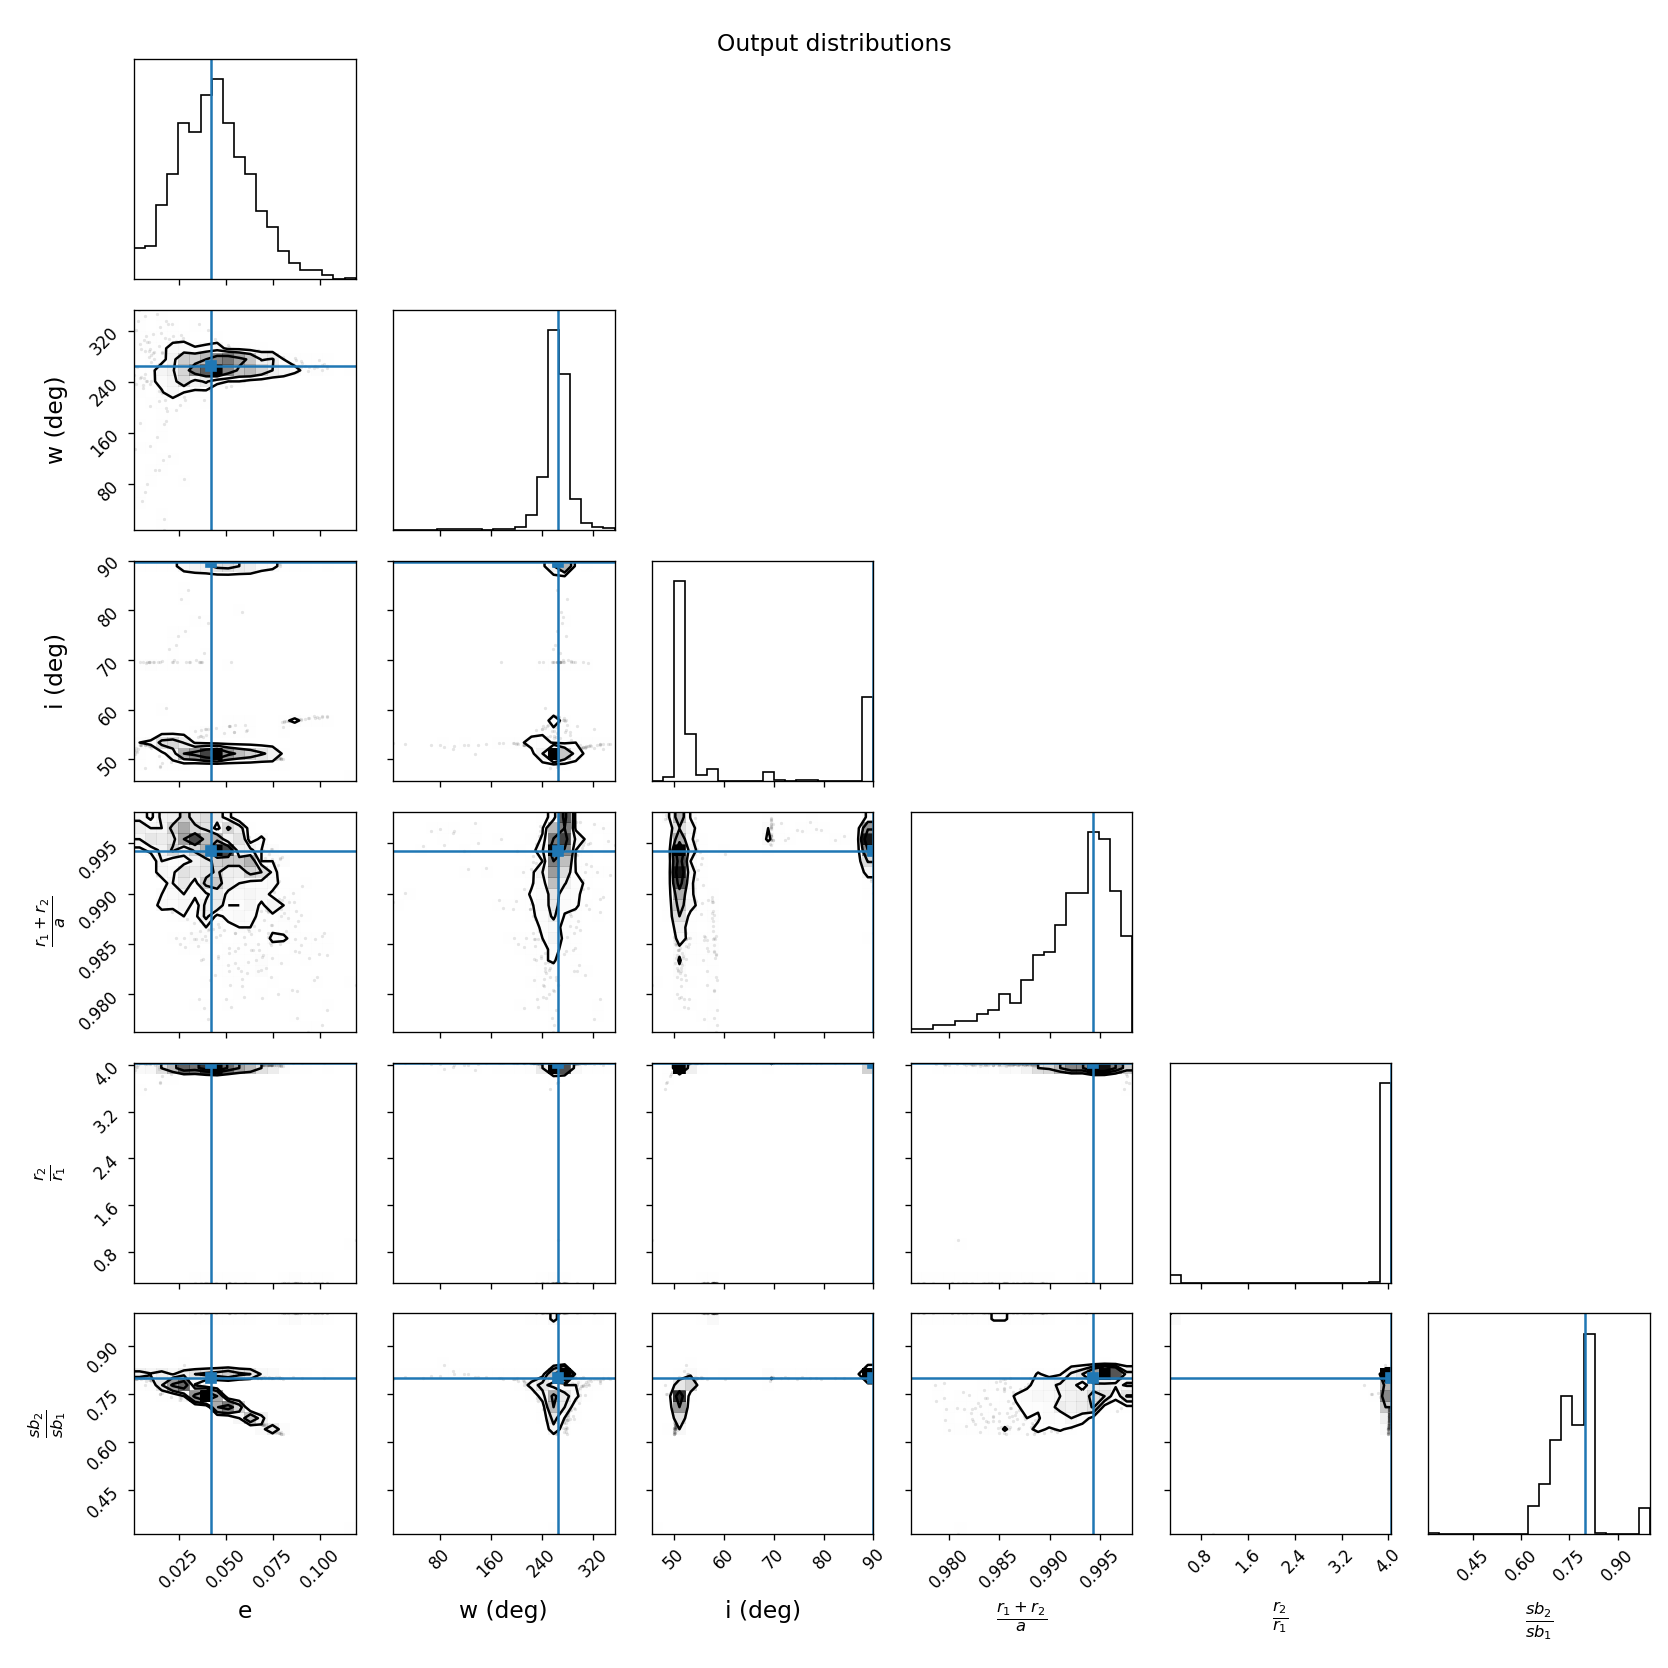 Output distributions
w (deg)
320
240
160
80
i (deg)
90
80
70
60
50
r₁ + r₂
a
0.995
0.990
0.985
0.980
r₂
r₁
4.0
3.2
2.4
1.6
0.8
sb₂
sb₁
0.90
0.75
0.60
0.45
0.025 0.050 0.075 0.100
80 160 240 320
50 60 70 80 90
0.980 0.985 0.990 0.995
0.8 1.6 2.4 3.2 4.0
0.45 0.60 0.75 0.90
e
w (deg)
i (deg)
r₁ + r₂
a
r₂
r₁
sb₂
sb₁